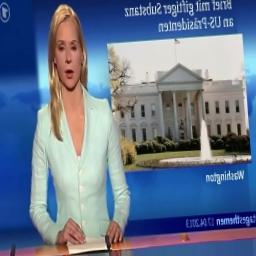 Brief mit giftiger Substanz
an US-Präsidenten
Washington
tagesthemen 17.04.2013